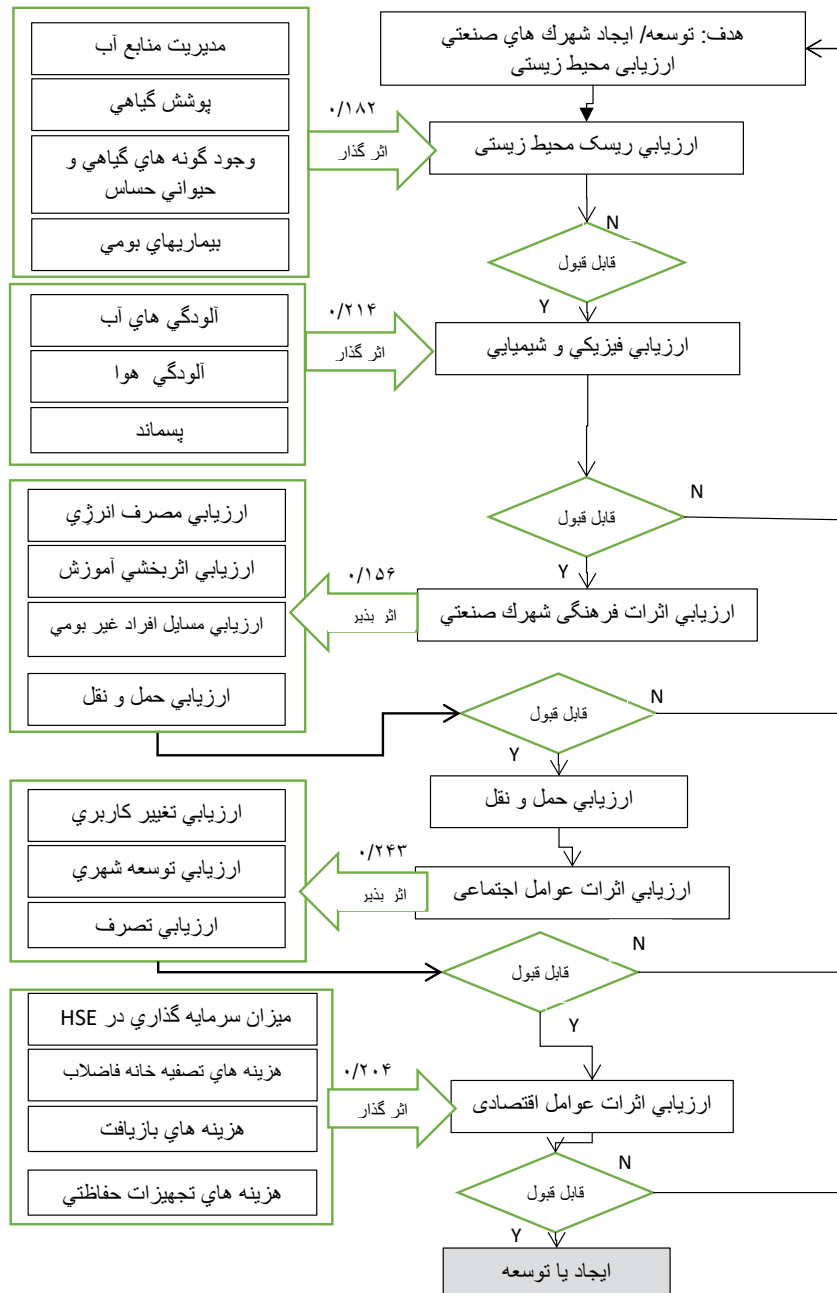 هدف: توسعه/ ايجاد شهرك هاي صنعتي
ارزيابي محيط زيستی
مديريت منابع آب
پوشش گياهي
وجود گونه هاي گياهي و
حيواني حساس
بيماريهاي بومي
۰/۱۸۲
اثر گذار
ارزيابي ريسک محيط زيستی
N
قابل قبول
Y
آلودگي هاي آب
آلودگي هوا
پسماند
۰/۲۱۴
اثر گذار
ارزيابي فيزيكي و شيميايي
قابل قبول
N
Y
ارزيابي مصرف انرژي
ارزيابي اثربخشي آموزش
ارزيابي مسايل افراد غير بومي
ارزيابي حمل و نقل
۰/۱۵۶
اثر بذير
ارزيابي اثرات فرهنگی شهرك صنعتي
قابل قبول
N
Y
ارزيابي حمل و نقل
ارزيابي تغيير كاربري
ارزيابي توسعه شهري
ارزيابي تصرف
۰/۲۴۳
اثر بذير
ارزيابي اثرات عوامل اجتماعی
قابل قبول
N
Y
ميزان سرمايه گذاري در HSE
هزينه هاي تصفيه خانه فاضلاب
هزينه هاي بازيافت
هزينه هاي تجهيزات حفاظتي
۰/۲۰۴
اثر گذار
ارزيابي اثرات عوامل اقتصادی
قابل قبول
N
Y
ايجاد يا توسعه